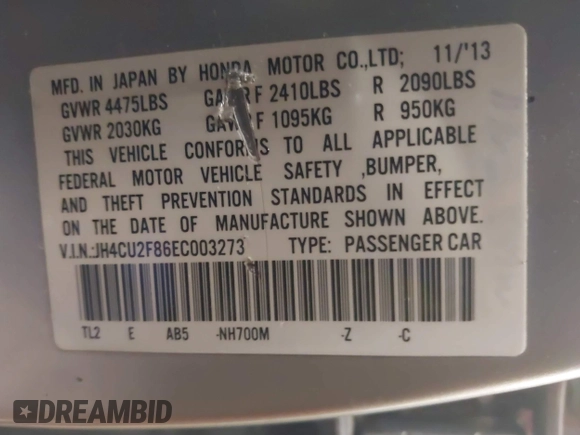 MFD. IN JAPAN BY HONDA MOTOR CO.,LTD; 11/'13
GVWR 4475LBS GAWR F 2410LBS R 2090LBS
GVWR 2030KG GAWR F 1095KG R 950KG
THIS VEHICLE CONFORMS TO ALL APPLICABLE
FEDERAL MOTOR VEHICLE SAFETY ,BUMPER,
AND THEFT PREVENTION STANDARDS IN EFFECT
ON THE DATE OF MANUFACTURE SHOWN ABOVE.
V.I.N.:JH4CU2F86EC003273 TYPE: PASSENGER CAR
TL2 E AB5 -NH700M -Z -C
DREAMBID